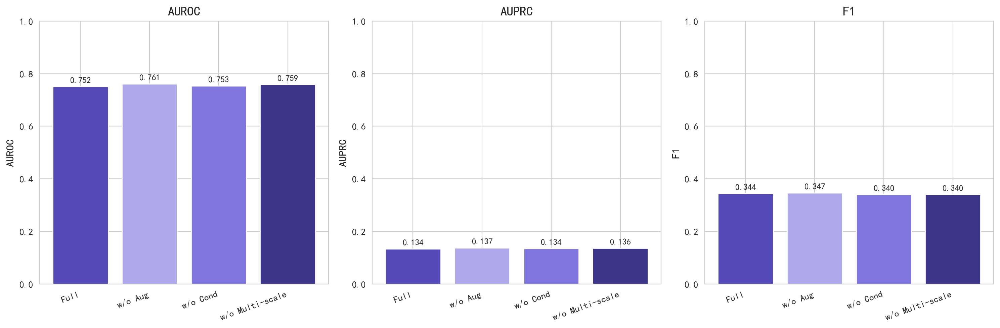 AUROC
1.0
0.8
0.6
0.4
0.2
0.0
AUROC
0.752
0.761
0.753
0.759
Full
w/o Aug
w/o Cond
w/o Multi-scale
AUPRC
1.0
0.8
0.6
0.4
0.2
0.0
AUPRC
0.134
0.137
0.134
0.136
Full
w/o Aug
w/o Cond
w/o Multi-scale
F1
1.0
0.8
0.6
0.4
0.2
0.0
F1
0.344
0.347
0.340
0.340
Full
w/o Aug
w/o Cond
w/o Multi-scale